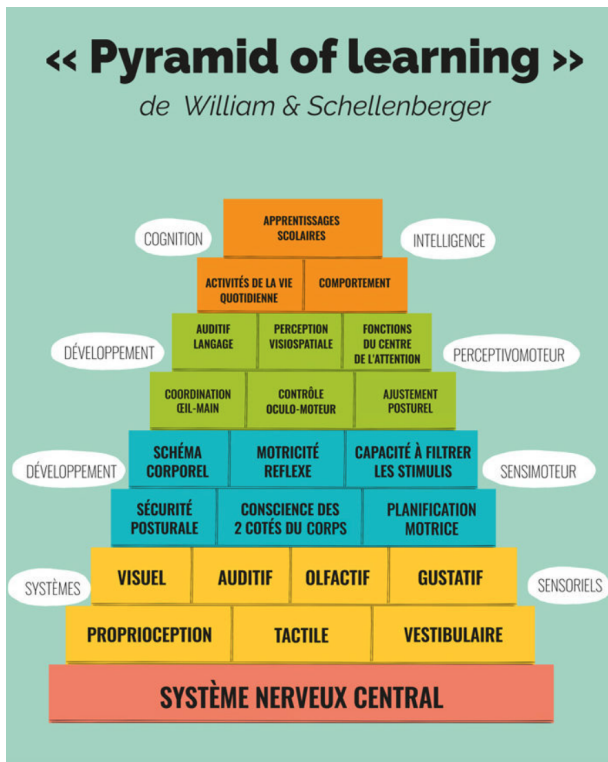 « Pyramid of learning »
de William & Schellenberger
APPRENTISSAGES
SCOLAIRES
COGNITION
INTELLIGENCE
ACTIVITÉS DE LA VIE
QUOTIDIENNE
COMPORTEMENT
AUDITIF
LANGAGE
PERCEPTION
VISIOSPATIALE
FONCTIONS
DU CENTRE
DE L'ATTENTION
DÉVELOPPEMENT
PERCEPTIVOMOTEUR
COORDINATION
ŒIL-MAIN
CONTRÔLE
OCULO-MOTEUR
AJUSTEMENT
POSTUREL
SCHÉMA
CORPOREL
MOTRICITÉ
REFLEXE
CAPACITÉ À FILTRER
LES STIMULIS
DÉVELOPPEMENT
SENSIMOTEUR
SÉCURITÉ
POSTURALE
CONSCIENCE DES
2 COTÉS DU CORPS
PLANIFICATION
MOTRICE
VISUEL
AUDITIF
OLFACTIF
GUSTATIF
SYSTÈMES
SENSORIELS
PROPRIOCEPTION
TACTILE
VESTIBULAIRE
SYSTÈME NERVEUX CENTRAL